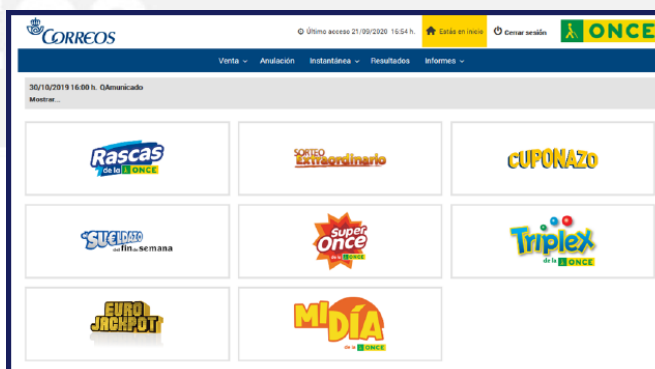 CORREOS
Último acceso 21/09/2020 16:54 h. Estás en inicio Cerrar sesión ONCE
Venta Anulación Instantánea Resultados Informes
30/10/2019 16:00 h. QAmunicado
Mostrar...
Rascas
de la ONCE
SORTEO
Extraordinario
CUPONAZO
SUELDAZO
del fin de semana
Super
Once
de la ONCE
Triplex
de la ONCE
EURO
JACKPOT
MI DÍA
de la ONCE